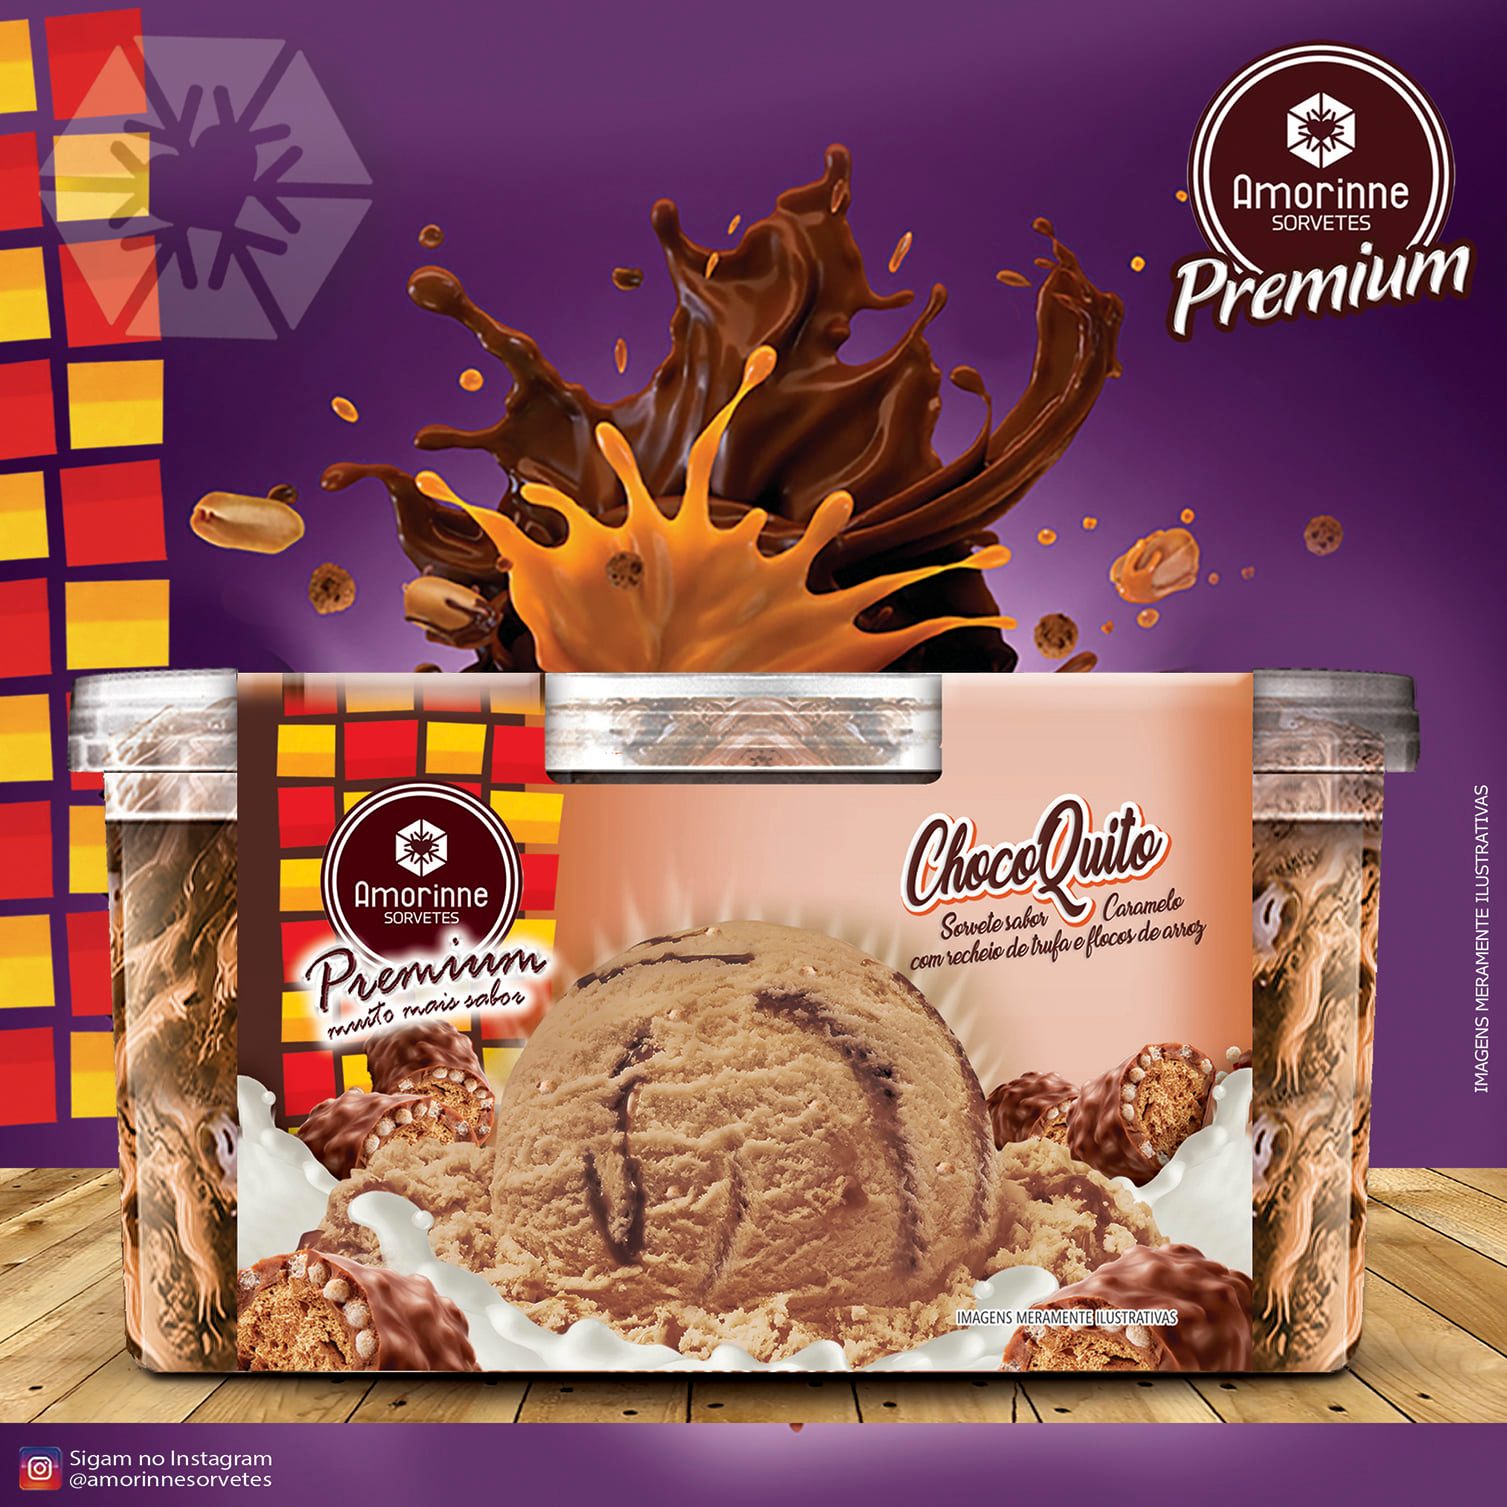 Amorinne
SORVETES
Premium
Amorinne
SORVETES
Premium
muito mais sabor
ChocoQuito
Sorvete sabor Caramelo
com recheio de trufa e flocos de arroz
IMAGENS MERAMENTE ILUSTRATIVAS
IMAGENS MERAMENTE ILUSTRATIVAS
Sigam no Instagram
@amorinnesorvetes